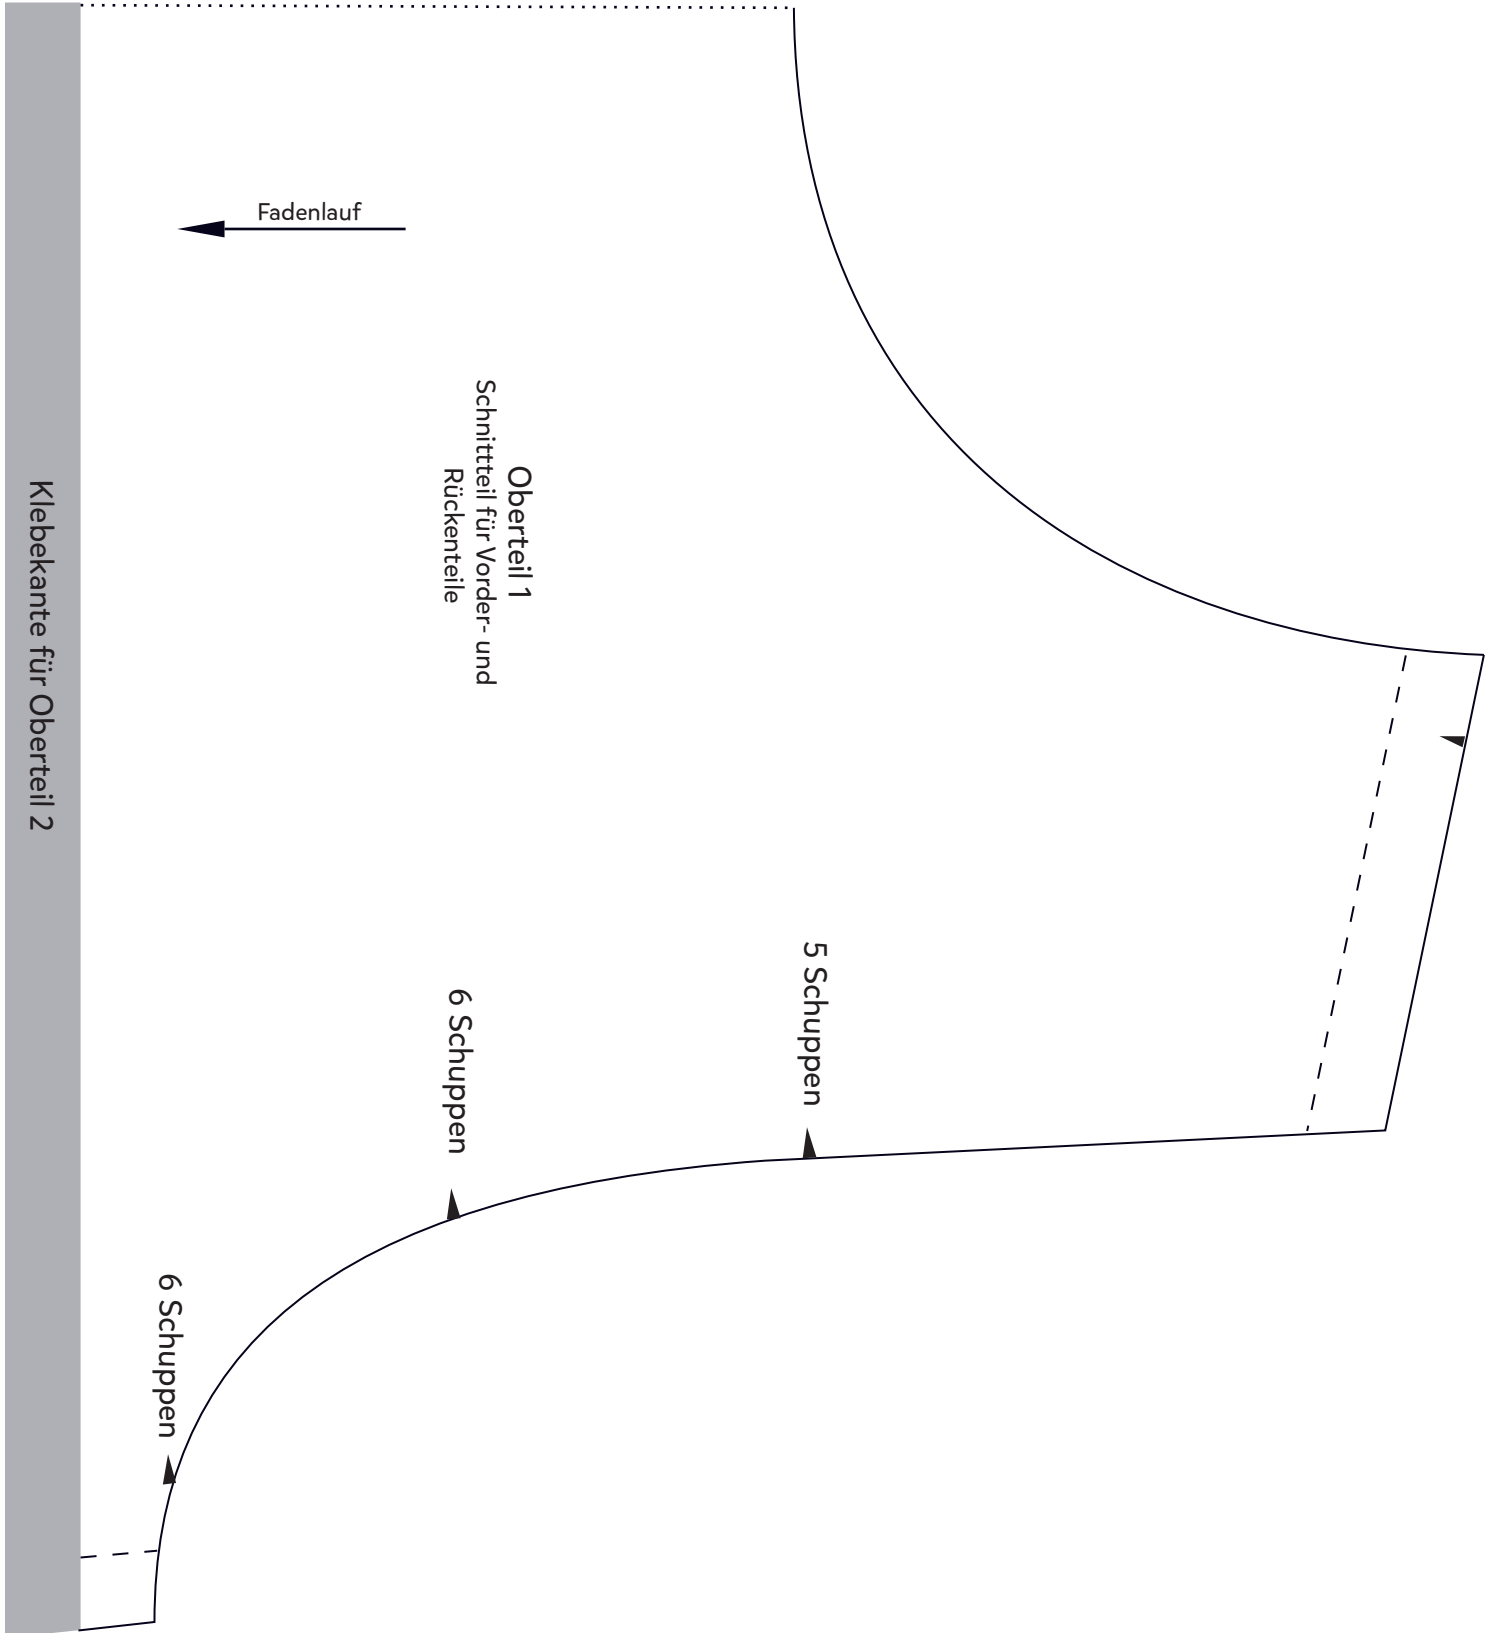 Fadenlauf
Oberteil 1
Schnittteil für Vorder- und
Rückenteile
Klebekante für Oberteil 2
5 Schuppen
6 Schuppen
6 Schuppen